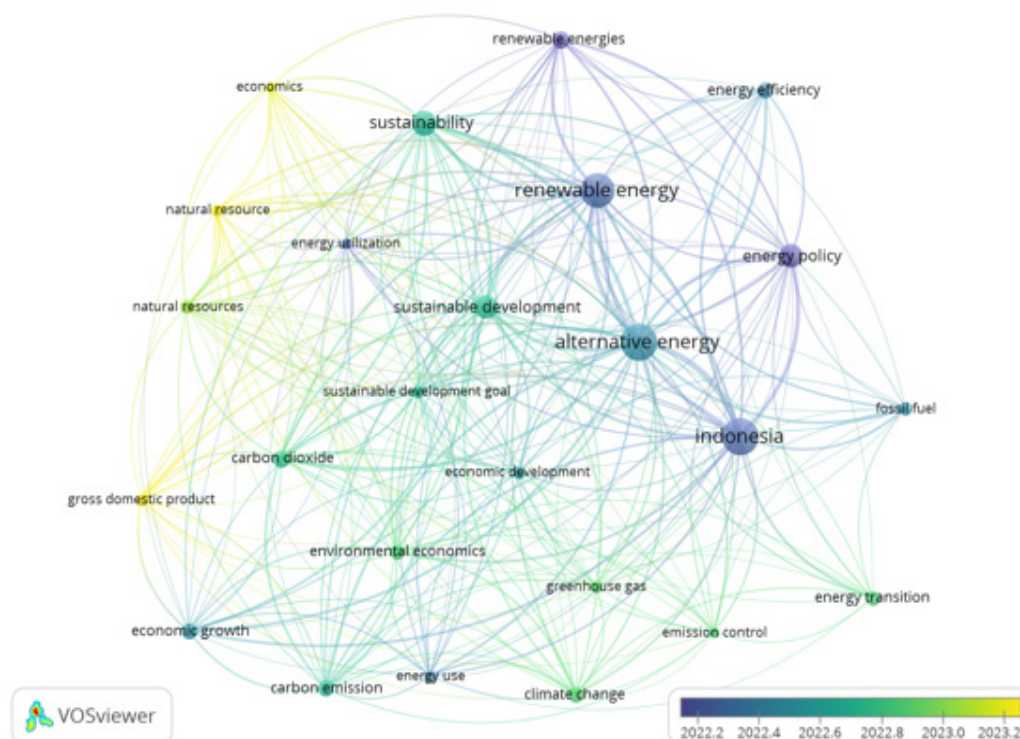 renewable energies
economics
energy efficiency
sustainability
renewable energy
natural resource
energy utilization
energy policy
natural resources
sustainable development
alternative energy
sustainable development goal
fossil fuel
indonesia
carbon dioxide
economic development
gross domestic product
environmental economics
greenhouse gas
energy transition
economic growth
emission control
energy use
carbon emission
climate change
VOSviewer
2022.2 2022.4 2022.6 2022.8 2023.0 2023.2